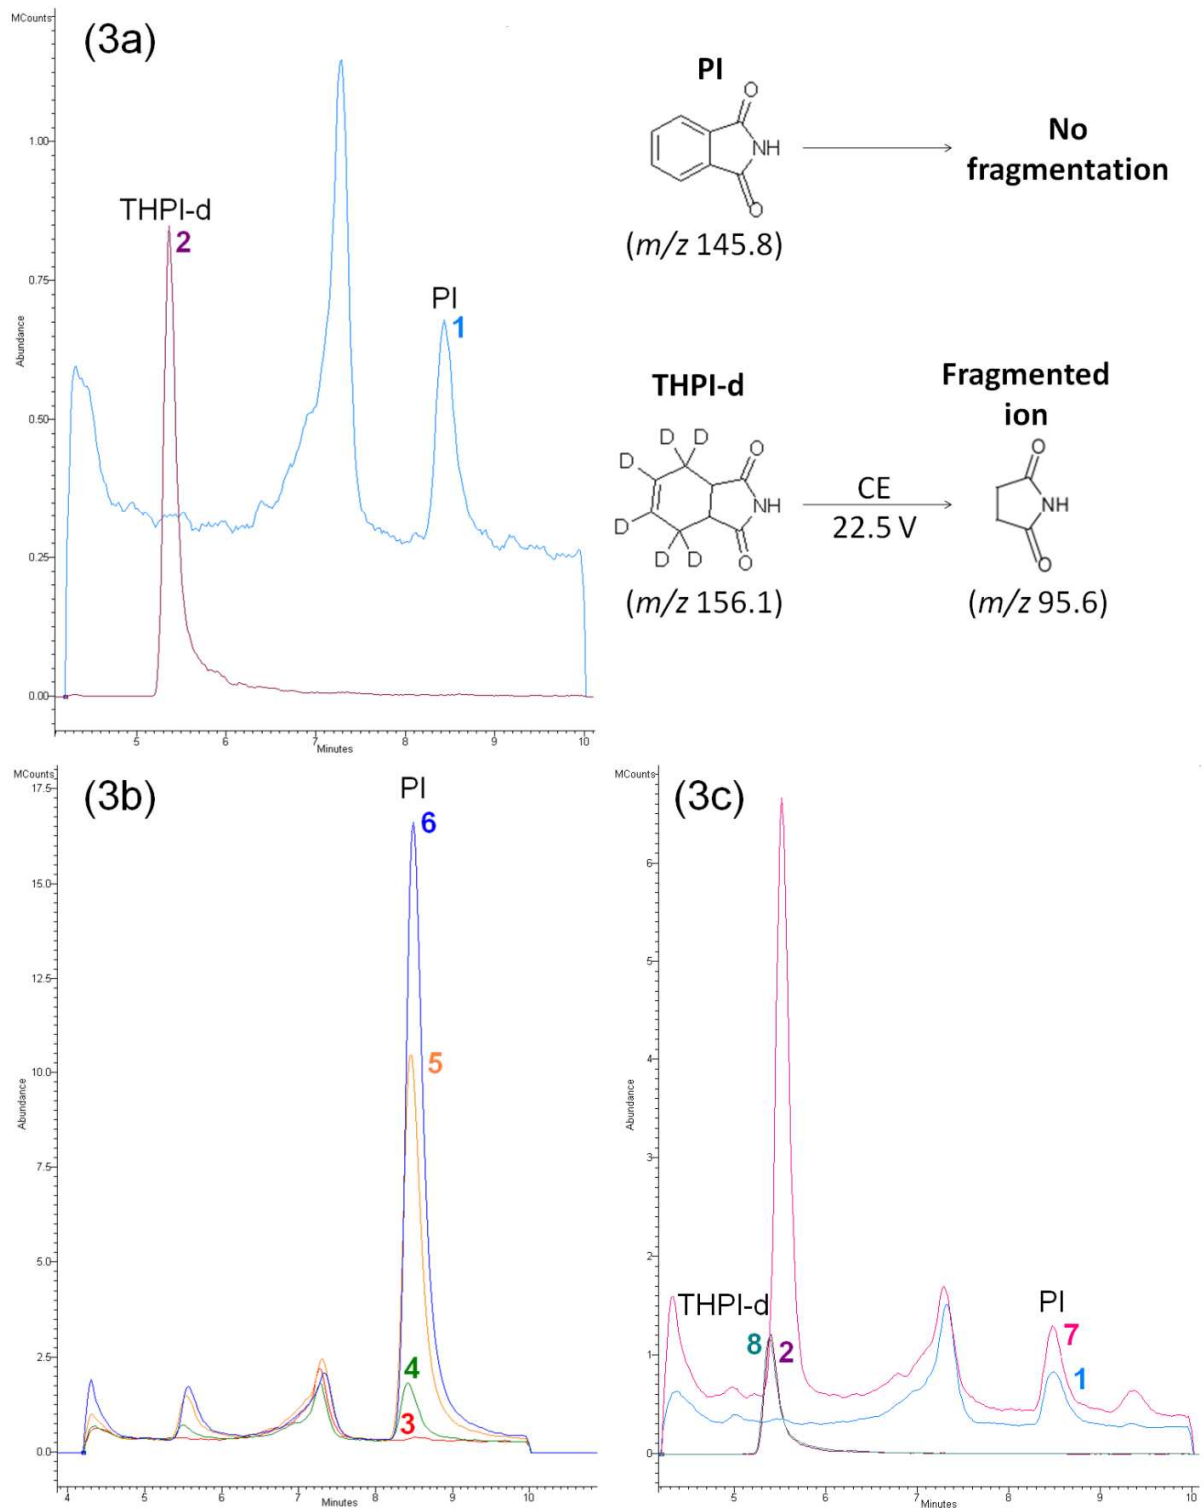 (3a)
MCounts
1.00
0.75
0.50
0.25
0.00
Abundance
THPI-d
2
PI
1
5 6 7 8 9 10
Minutes
PI
O
NH
O
(m/z 145.8)
No
fragmentation
THPI-d
D D
D
D
D D
O
NH
O
(m/z 156.1)
CE
22.5 V
Fragmented
ion
O
NH
O
(m/z 95.6)
(3b)
MCounts
17.5
15.0
12.5
10.0
7.5
5.0
2.5
0.0
Abundance
PI
6
5
4
3
4 5 6 7 8 9 10
Minutes
(3c)
MCounts
6
5
4
3
2
1
0
Abundance
THPI-d
8 2
PI
7
1
5 6 7 8 9 10
Minutes